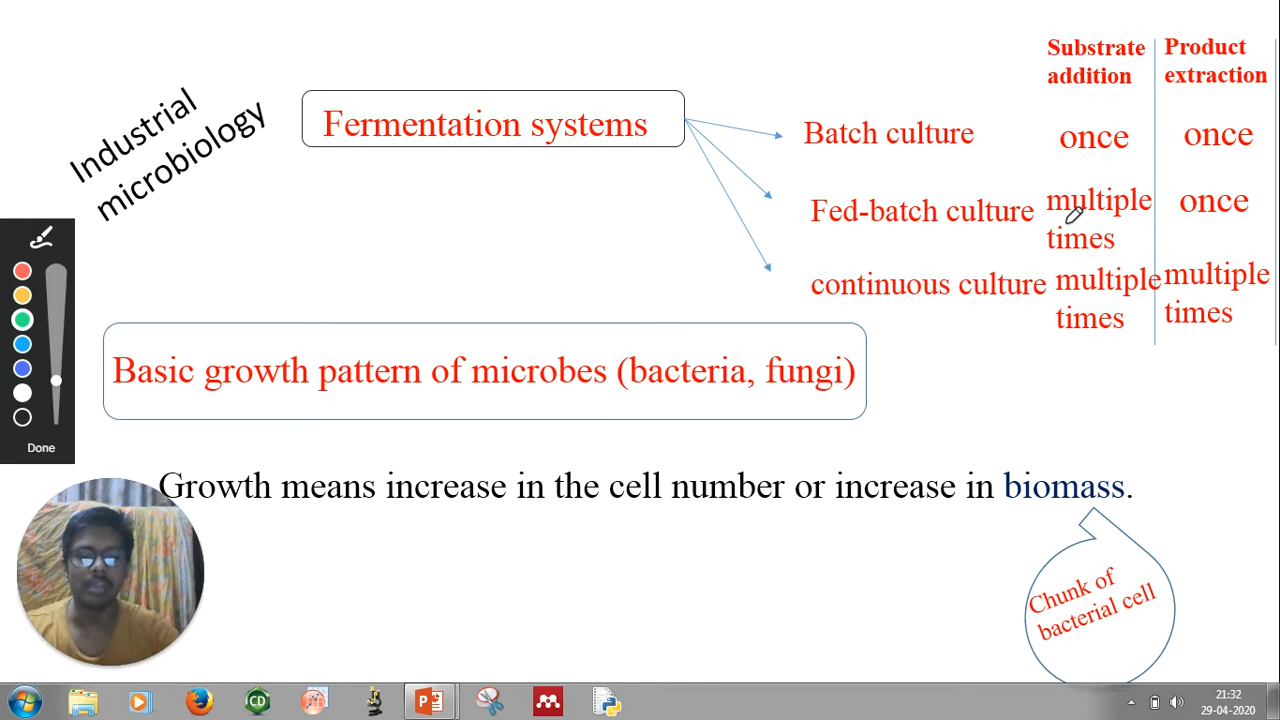 Industrial
microbiology
Fermentation systems
Substrate
addition
Product
extraction
Batch culture
once
once
Fed-batch culture
multiple
times
once
continuous culture
multiple
times
multiple
times
Basic growth pattern of microbes (bacteria, fungi)
Growth means increase in the cell number or increase in biomass.
Chunk of
bacterial cell
Done
CD
21:32
29-04-2020